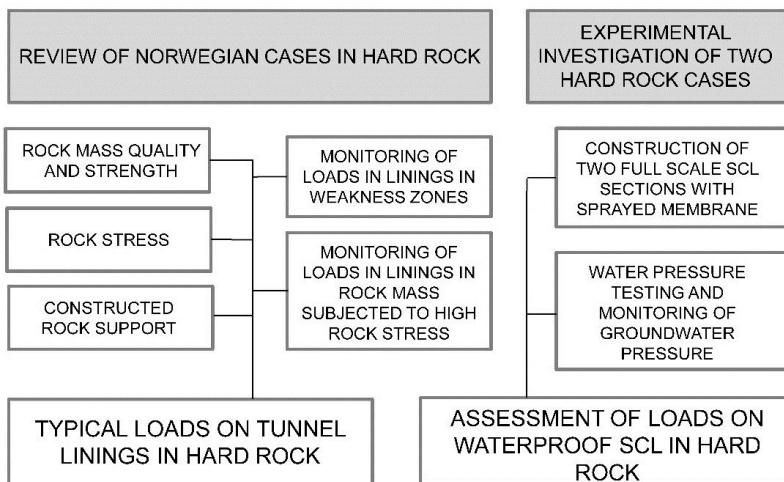 REVIEW OF NORWEGIAN CASES IN HARD ROCK
EXPERIMENTAL
INVESTIGATION OF TWO
HARD ROCK CASES
ROCK MASS QUALITY
AND STRENGTH
ROCK STRESS
CONSTRUCTED
ROCK SUPPORT
MONITORING OF
LOADS IN LININGS IN
WEAKNESS ZONES
MONITORING OF
LOADS IN LININGS IN
ROCK MASS
SUBJECTED TO HIGH
ROCK STRESS
CONSTRUCTION OF
TWO FULL SCALE SCL
SECTIONS WITH
SPRAYED MEMBRANE
WATER PRESSURE
TESTING AND
MONITORING OF
GROUNDWATER
PRESSURE
TYPICAL LOADS ON TUNNEL
LININGS IN HARD ROCK
ASSESSMENT OF LOADS ON
WATERPROOF SCL IN HARD
ROCK